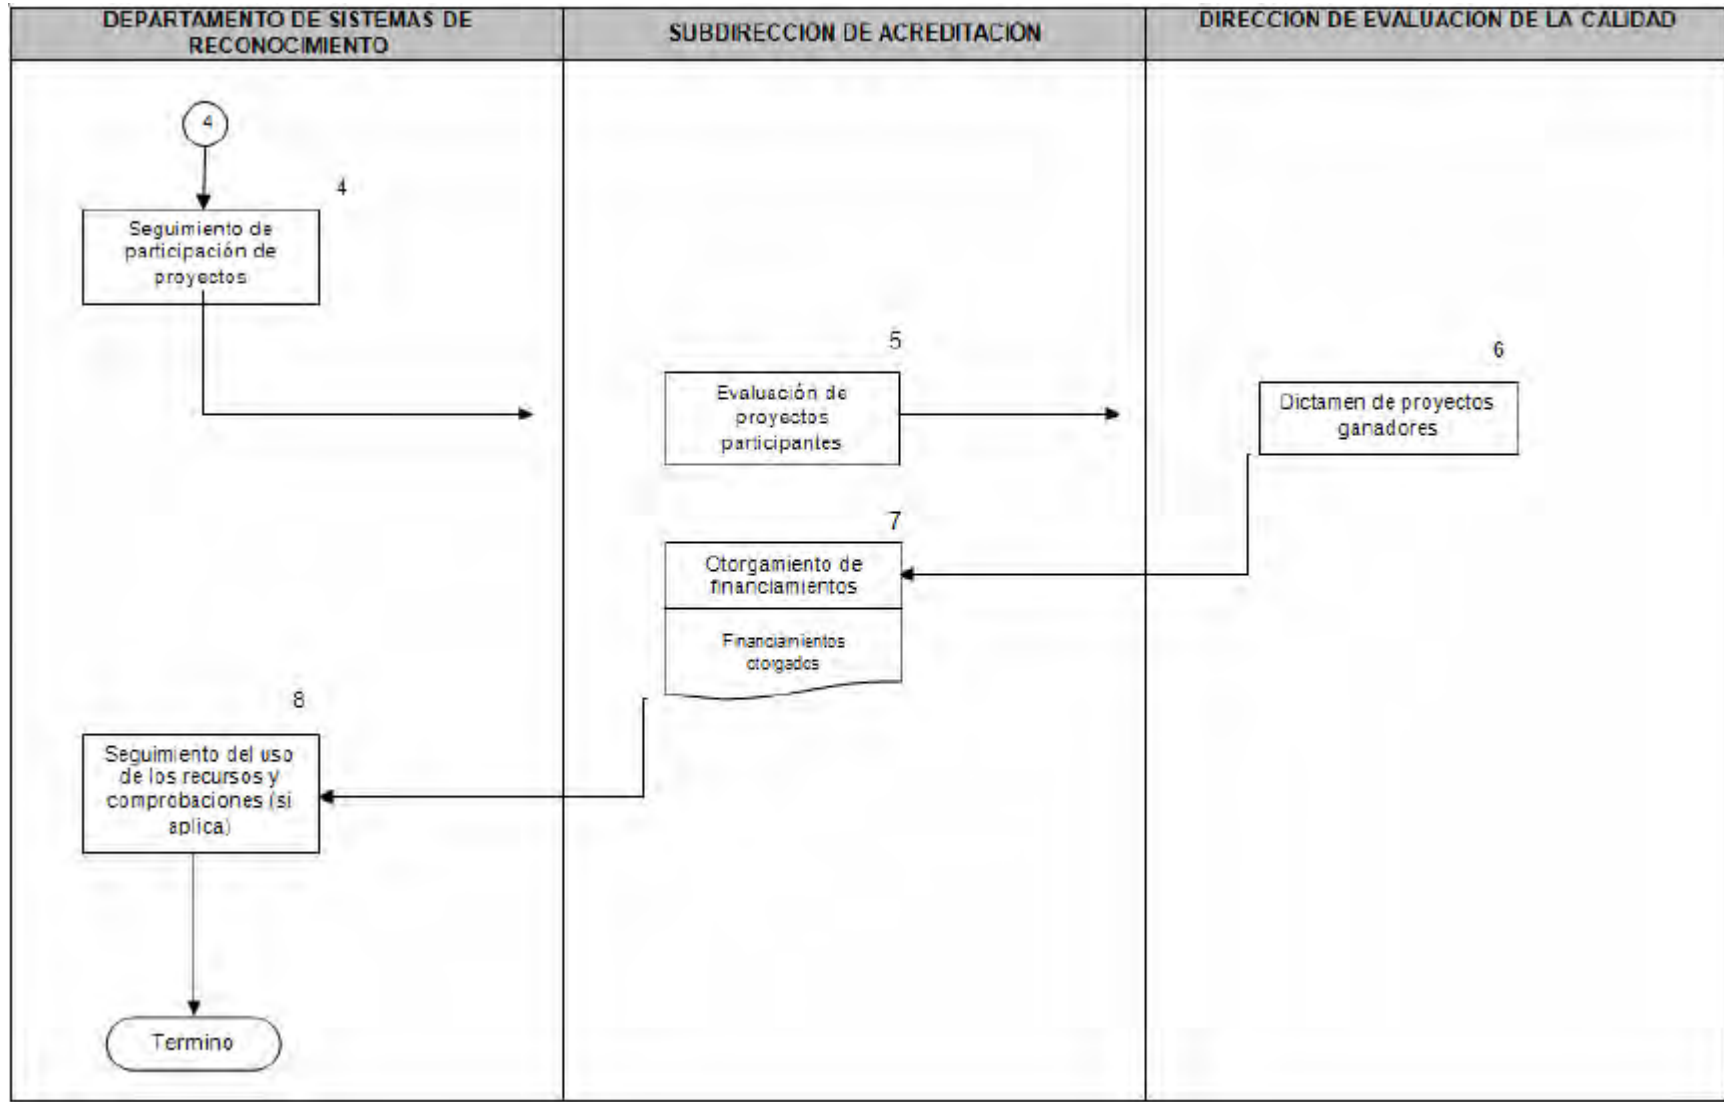 DEPARTAMENTO DE SISTEMAS DE
RECONOCIMIENTO
SUBDIRECCIÓN DE ACREDITACIÓN
DIRECCION DE EVALUACION DE LA CALIDAD
4
4
Seguimiento de
participación de
proyectos
5
Evaluación de
proyectos
participantes
6
Dictamen de proyectos
ganadores
7
Otorgamiento de
financiamientos
Financiamientos
otorgados
8
Seguimiento del uso
de los recursos y
comprobaciones (si
aplica)
Termino